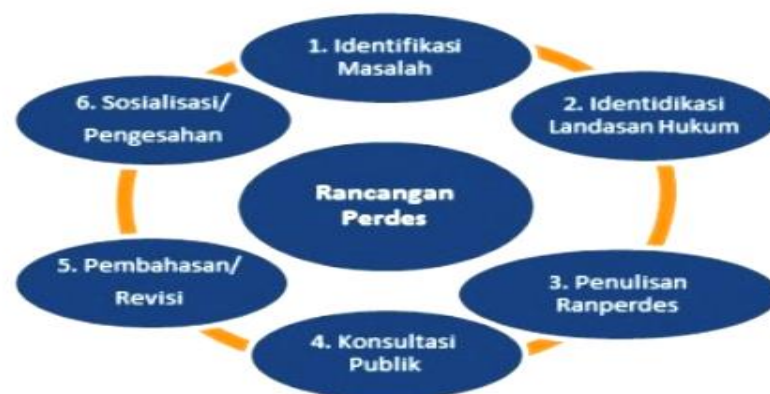 1. Identifikasi
Masalah
2. Identidikasi
Landasan Hukum
3. Penulisan
Ranperdes
4. Konsultasi
Publik
5. Pembahasan/
Revisi
6. Sosialisasi/
Pengesahan
Rancangan
Perdes